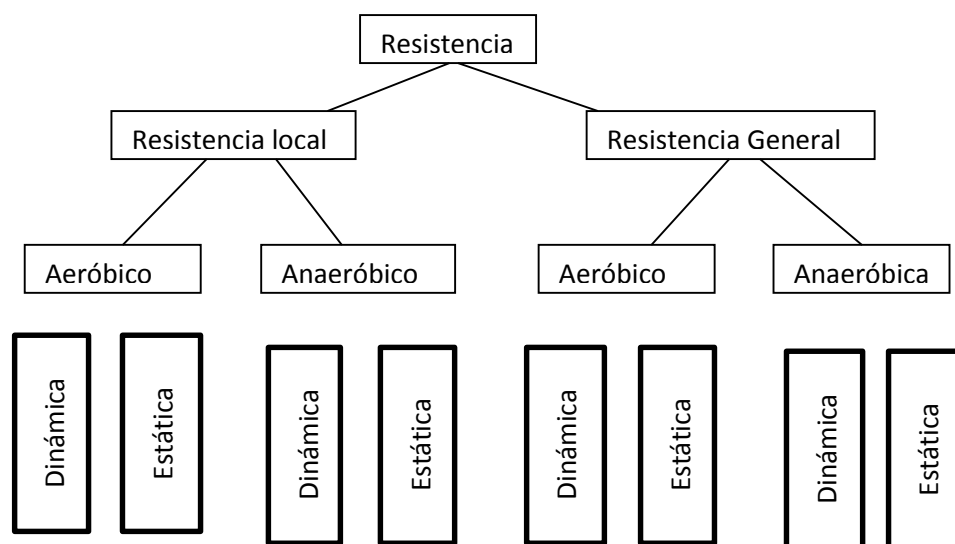 Resistencia
Resistencia local
Resistencia General
Aeróbico
Anaeróbico
Aeróbico
Anaeróbica
Dinámica
Estática
Dinámica
Estática
Dinámica
Estática
Dinámica
Estática